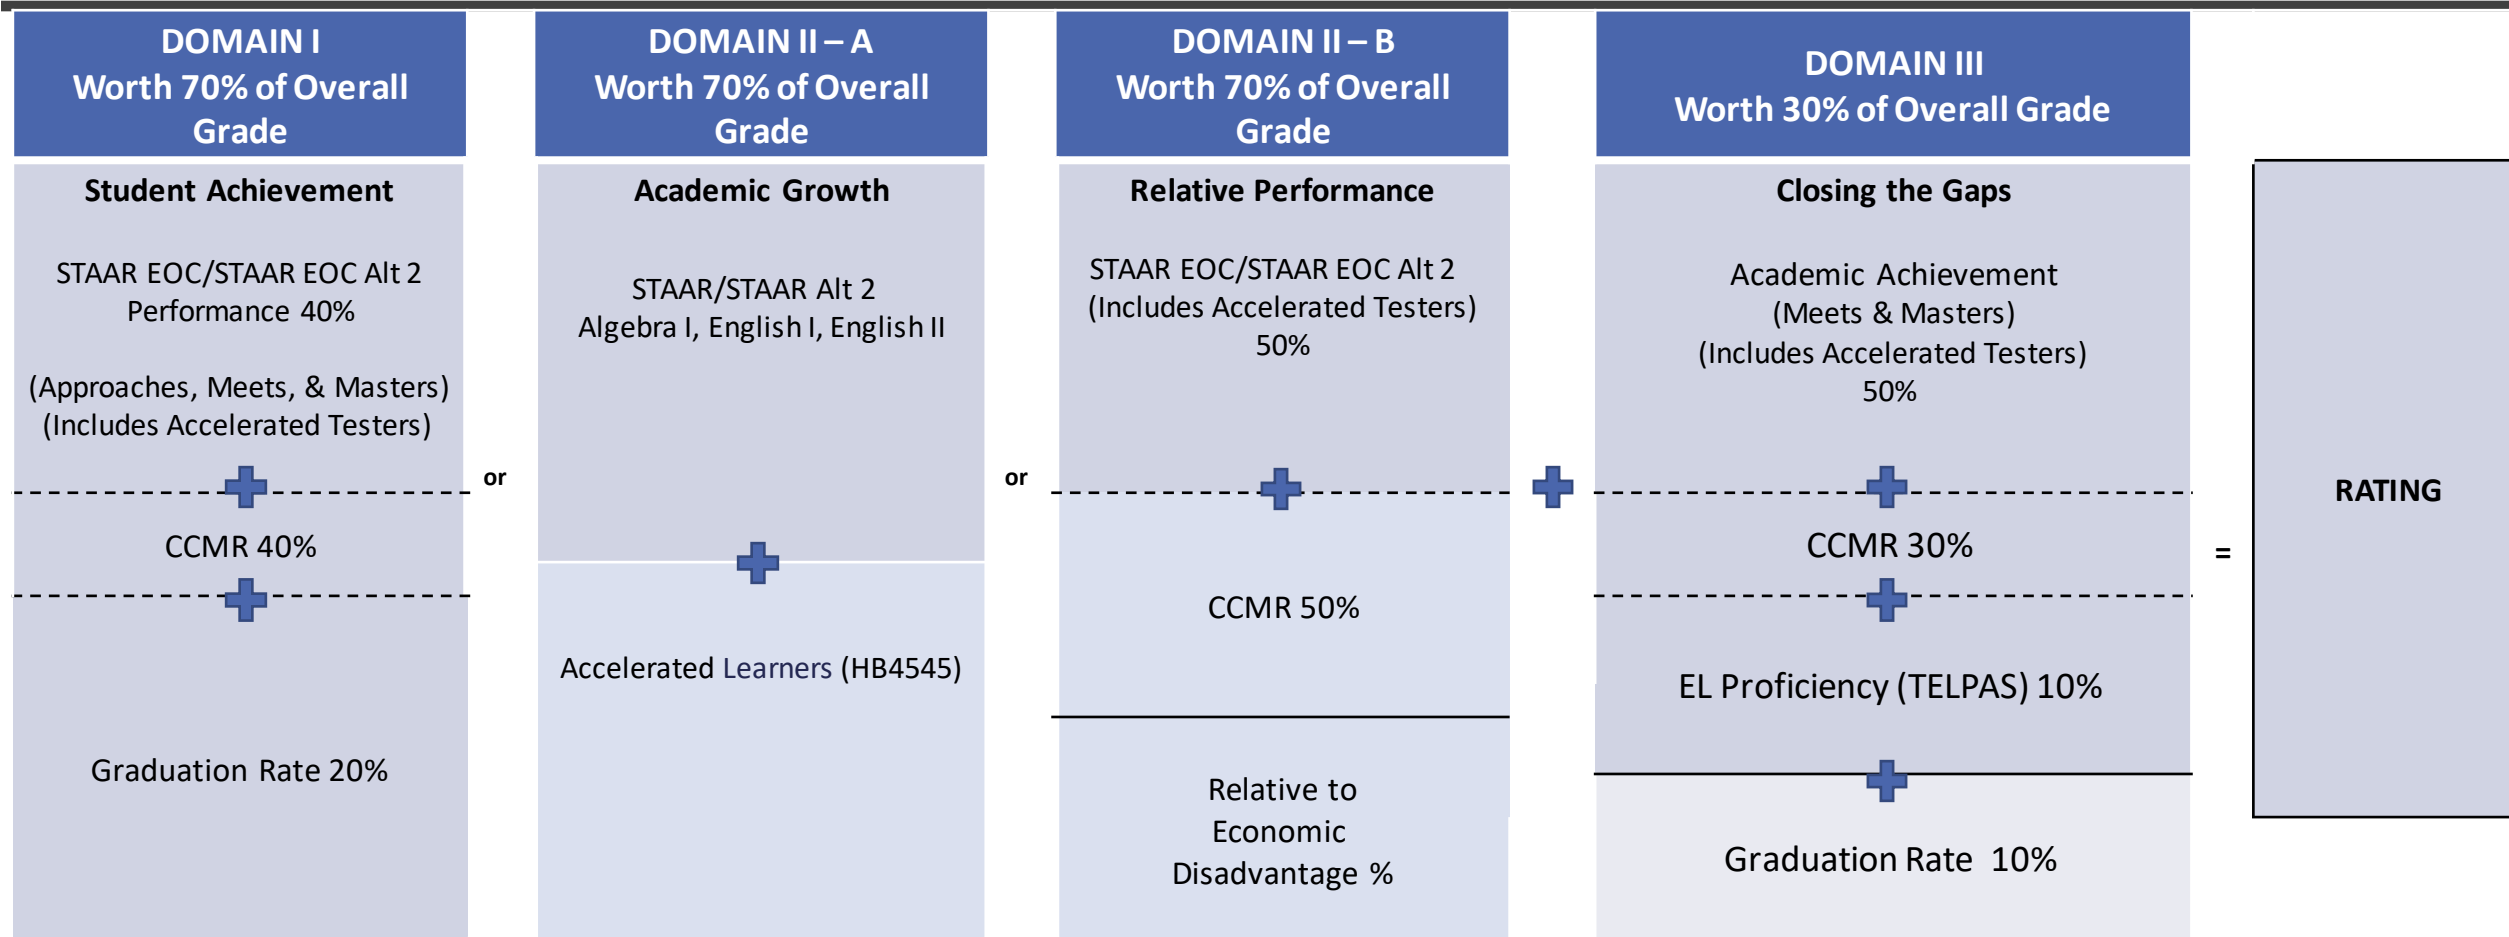 DOMAIN I
Worth 70% of Overall
Grade
Student Achievement
STAAR EOC/STAAR EOC Alt 2
Performance 40%
(Approaches, Meets, & Masters)
(Includes Accelerated Testers)
CCMR 40%
Graduation Rate 20%
or
DOMAIN II – A
Worth 70% of Overall
Grade
Academic Growth
STAAR/STAAR Alt 2
Algebra I, English I, English II
Accelerated Learners (HB4545)
or
DOMAIN II – B
Worth 70% of Overall
Grade
Relative Performance
STAAR EOC/STAAR EOC Alt 2
(Includes Accelerated Testers)
50%
CCMR 50%
Relative to
Economic
Disadvantage %
DOMAIN III
Worth 30% of Overall Grade
Closing the Gaps
Academic Achievement
(Meets & Masters)
(Includes Accelerated Testers)
50%
CCMR 30%
EL Proficiency (TELPAS) 10%
Graduation Rate 10%
=
RATING